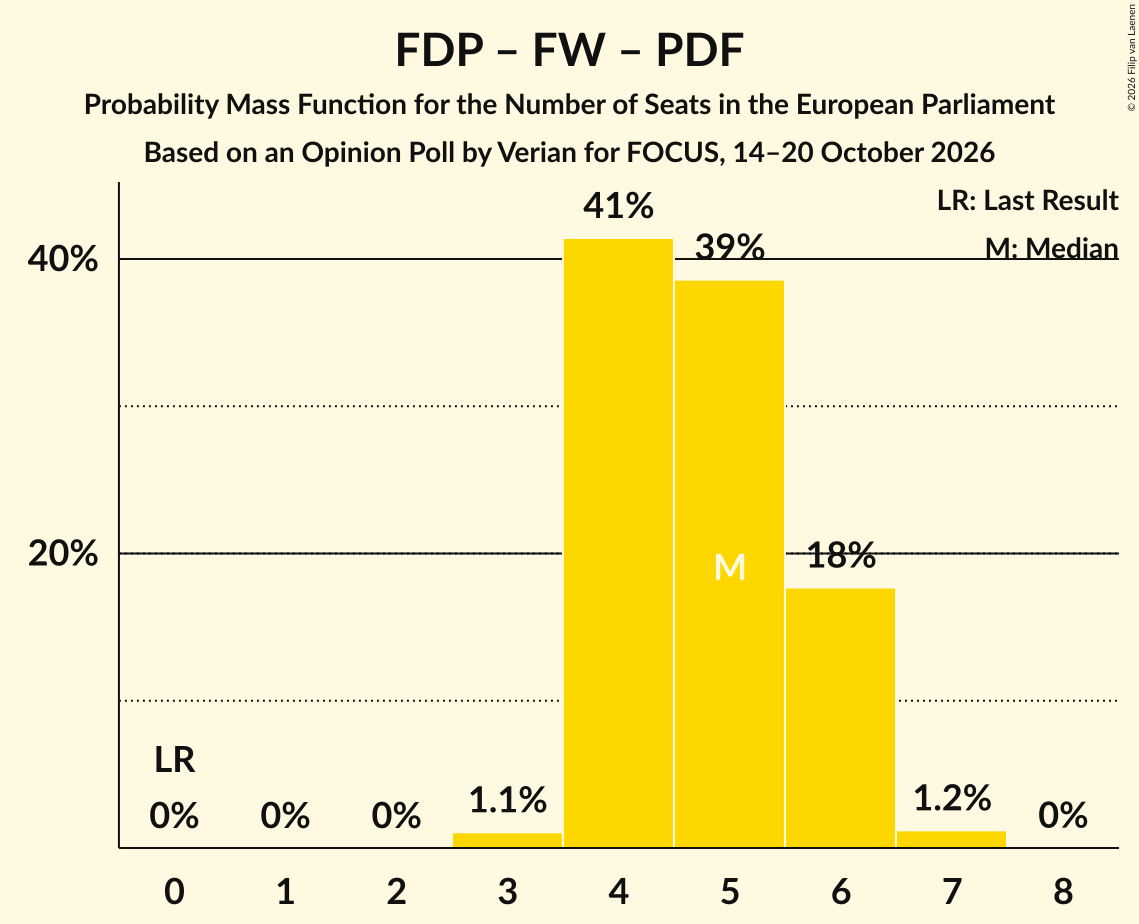 FDP – FW – PDF
Probability Mass Function for the Number of Seats in the European Parliament
Based on an Opinion Poll by Verian for FOCUS, 14–20 October 2026
© 2026 Filip van Laenen
LR: Last Result
M: Median
41%
39%
40%
20%
18%
M
LR
0%
0%
0%
1.1%
1.2%
0%
0
1
2
3
4
5
6
7
8